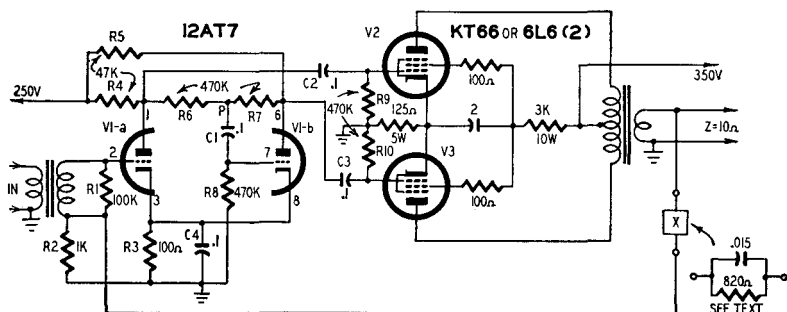 12AT7
KT66 OR 6L6 (2)
R5
47K
R4
250V
1
470K
R6
P
R7
6
C1
.1
C2
.1
V2
100Ω
R9
470K
125Ω
5W
2
3K
10W
350V
Z=10Ω
V1-a
2
3
V1-b
7
8
IN
R1
100K
R2
1K
R3
100Ω
C4
.1
R8
470K
C3
.1
R10
V3
100Ω
X
.015
820Ω
SEE TEXT